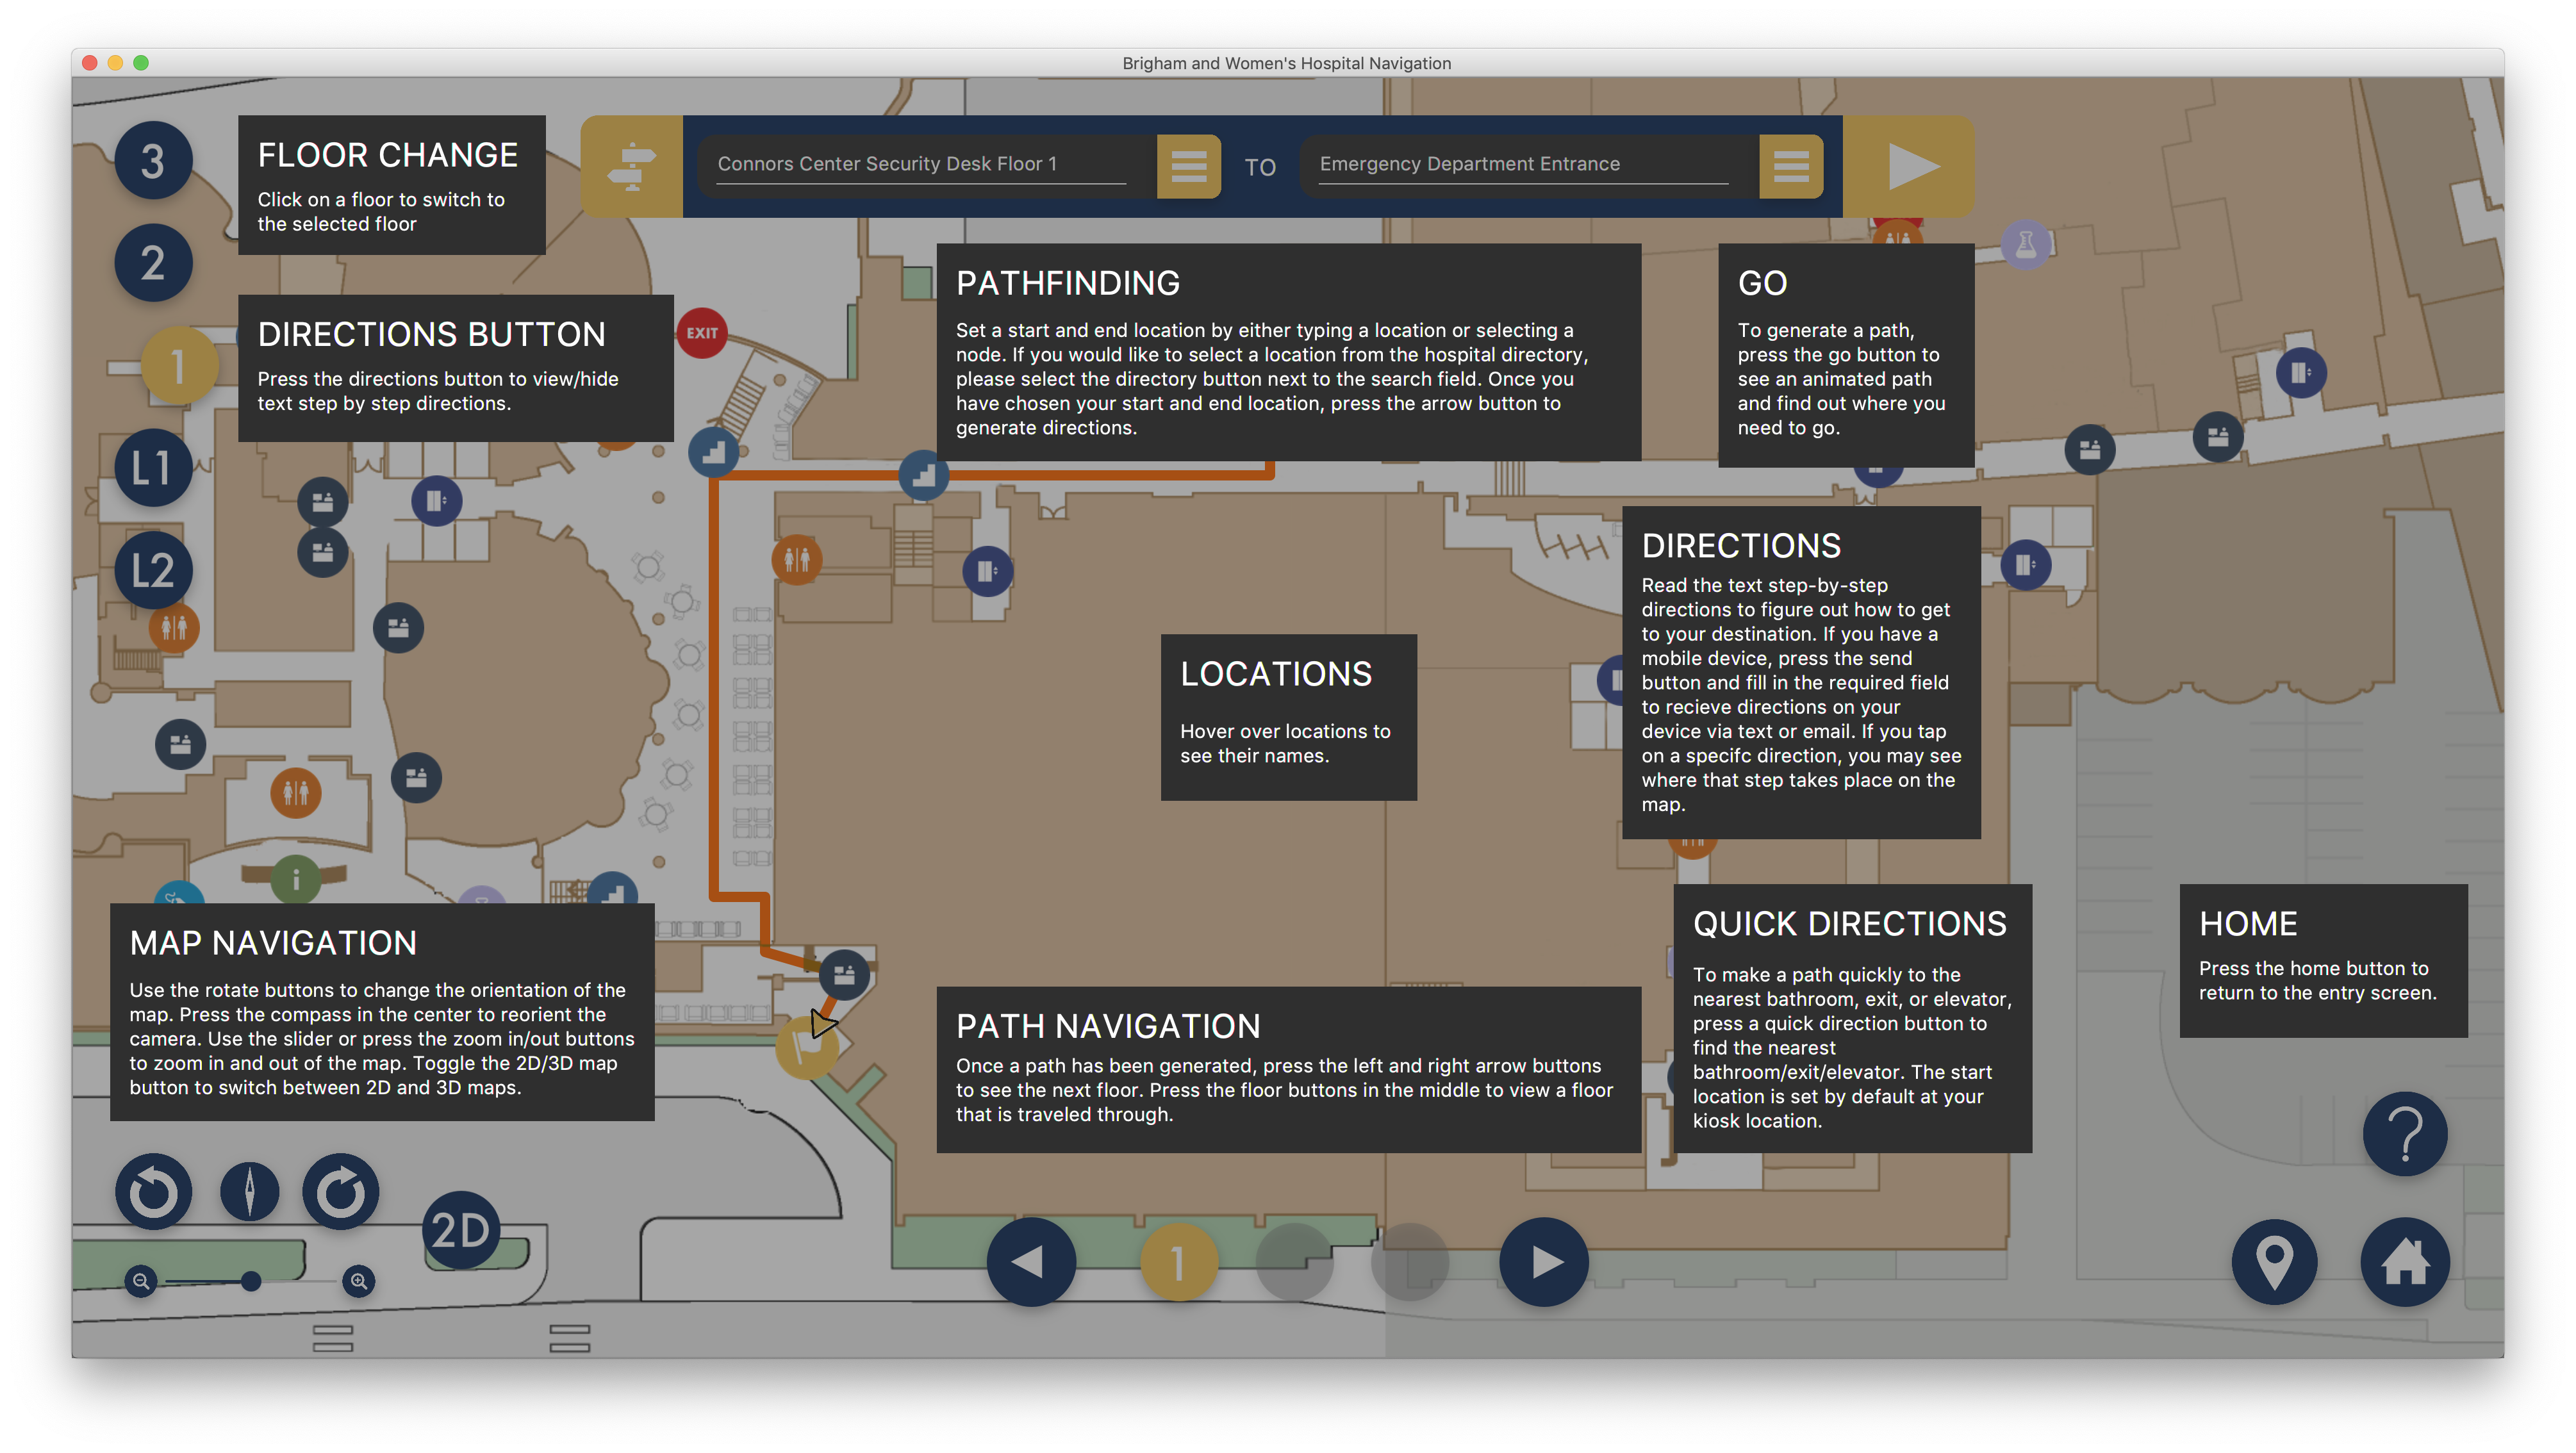 Brigham and Women's Hospital Navigation
3
FLOOR CHANGE
Click on a floor to switch to
the selected floor
Connors Center Security Desk Floor 1
TO
Emergency Department Entrance
2
DIRECTIONS BUTTON
Press the directions button to view/hide
text step by step directions.
EXIT
1
PATHFINDING
Set a start and end location by either typing a location or selecting a
node. If you would like to select a location from the hospital directory,
please select the directory button next to the search field. Once you
have chosen your start and end location, press the arrow button to
generate directions.
GO
To generate a path,
press the go button to
see an animated path
and find out where you
need to go.
L1
L2
DIRECTIONS
Read the text step-by-step
directions to figure out how to get
to your destination. If you have a
mobile device, press the send
button and fill in the required field
to recieve directions on your
device via text or email. If you tap
on a specifc direction, you may see
where that step takes place on the
map.
LOCATIONS
Hover over locations to
see their names.
i
MAP NAVIGATION
Use the rotate buttons to change the orientation of the
map. Press the compass in the center to reorient the
camera. Use the slider or press the zoom in/out buttons
to zoom in and out of the map. Toggle the 2D/3D map
button to switch between 2D and 3D maps.
PATH NAVIGATION
Once a path has been generated, press the left and right arrow buttons
to see the next floor. Press the floor buttons in the middle to view a floor
that is traveled through.
QUICK DIRECTIONS
To make a path quickly to the
nearest bathroom, exit, or elevator,
press a quick direction button to
find the nearest
bathroom/exit/elevator. The start
location is set by default at your
kiosk location.
HOME
Press the home button to
return to the entry screen.
?
2D
1